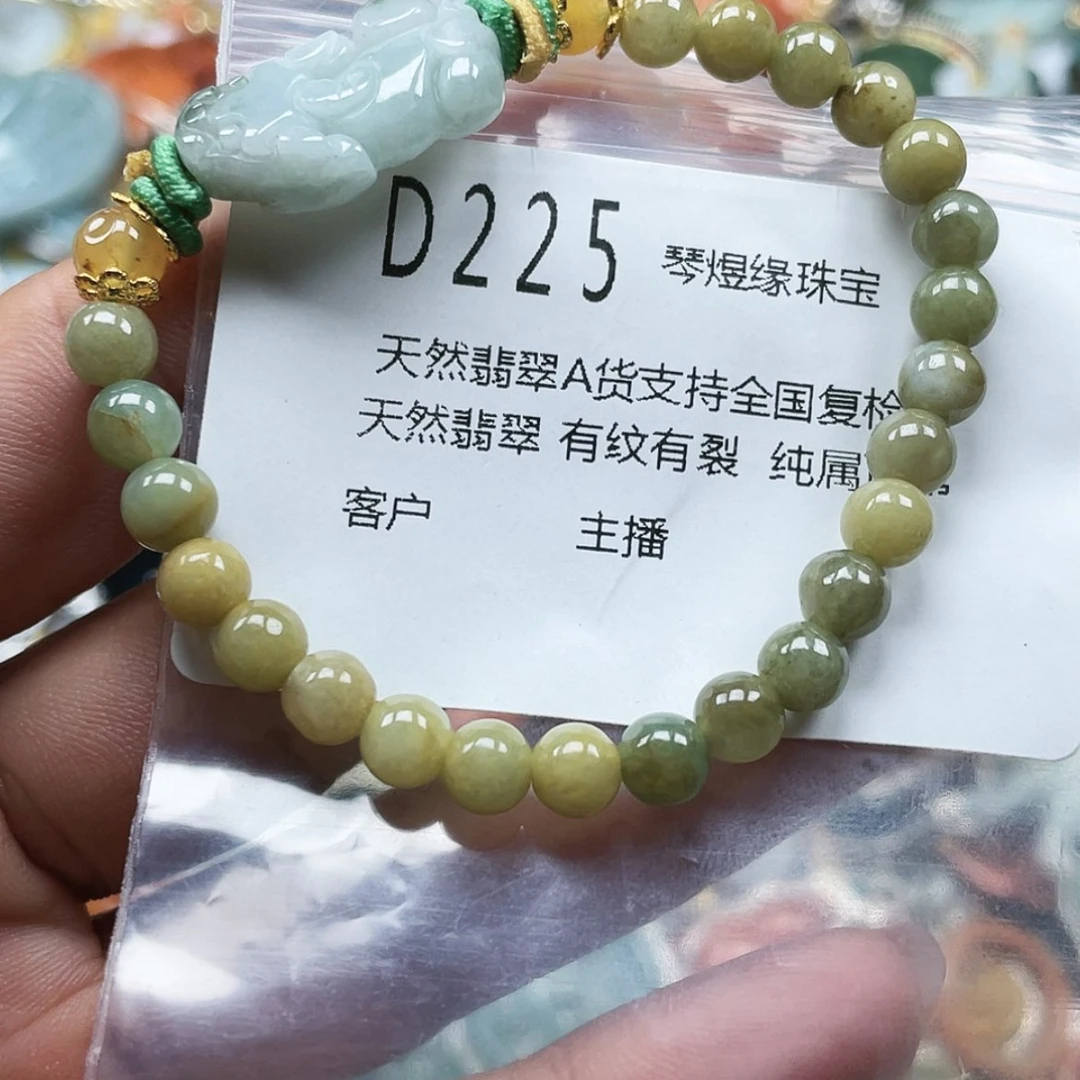 D225 琴煜缘珠宝
天然翡翠A货支持全国复检
天然翡翠 有纹有裂 纯属
客户 主播